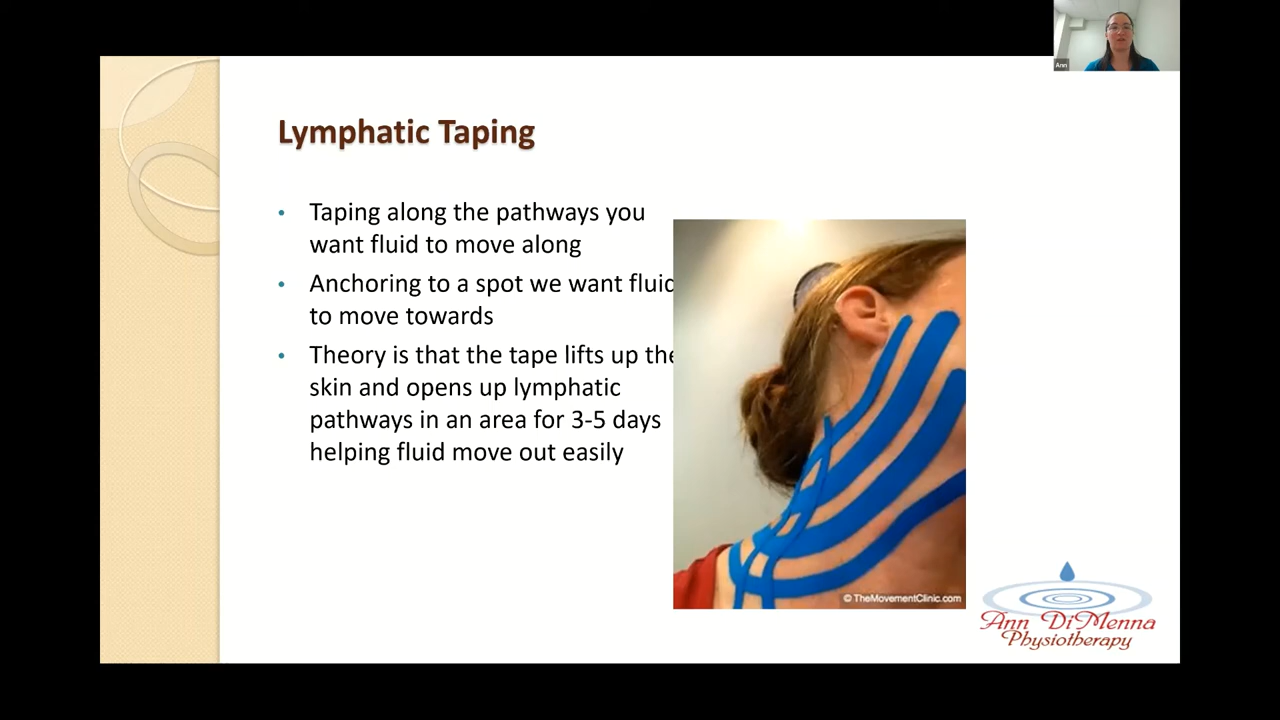 Ann
Lymphatic Taping
• Taping along the pathways you
want fluid to move along
• Anchoring to a spot we want fluid
to move towards
• Theory is that the tape lifts up the
skin and opens up lymphatic
pathways in an area for 3-5 days
helping fluid move out easily
© TheMovementClinic.com
Ann DiMenna
Physiotherapy